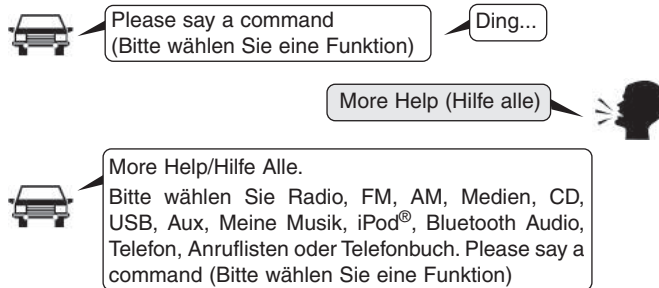 Please say a command
(Bitte wählen Sie eine Funktion)
Ding...
More Help (Hilfe alle)
More Help/Hilfe Alle.
Bitte wählen Sie Radio, FM, AM, Medien, CD,
USB, Aux, Meine Musik, iPod®, Bluetooth Audio,
Telefon, Anruflisten oder Telefonbuch. Please say a
command (Bitte wählen Sie eine Funktion)